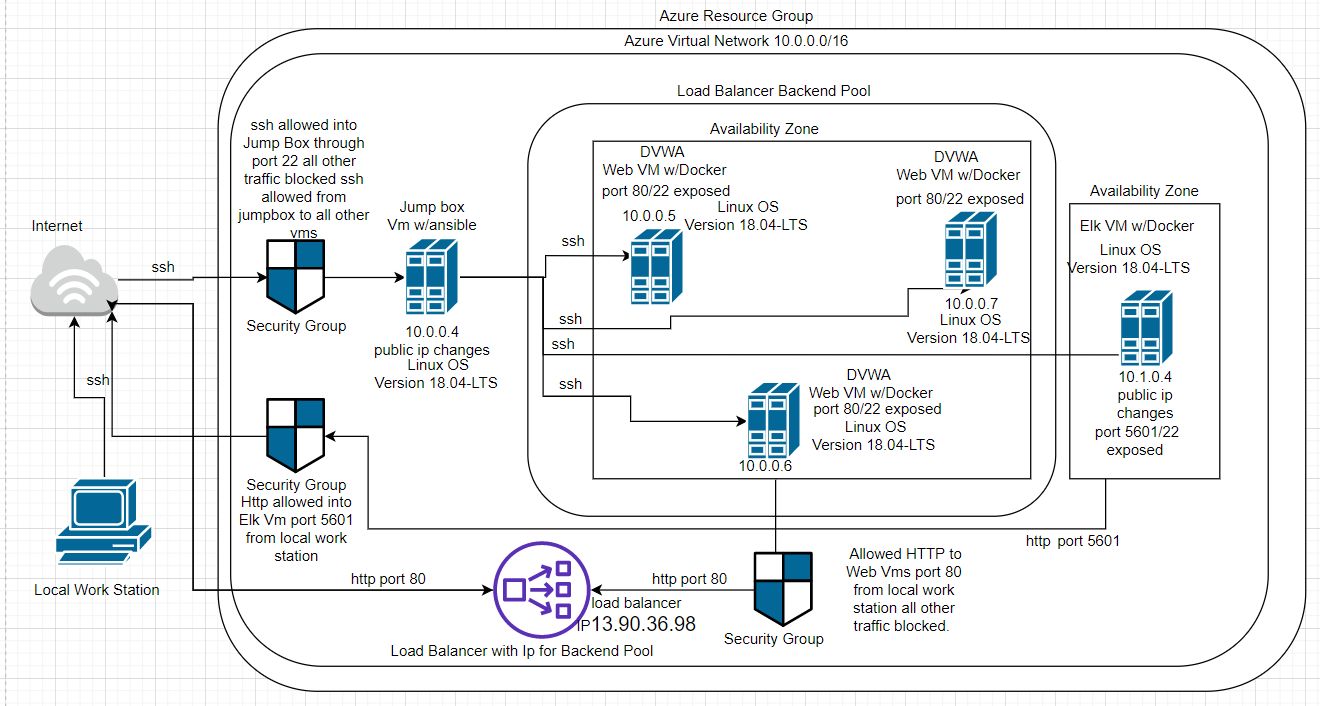 Azure Resource Group
Azure Virtual Network 10.0.0.0/16
Load Balancer Backend Pool
Availability Zone
ssh allowed into
Jump Box through
port 22 all other
traffic blocked ssh
allowed from
jumpbox to all other
vms
Security Group
Internet
ssh
ssh
Local Work Station
Jump box
Vm w/ansible
10.0.0.4
public ip changes
Linux OS
Version 18.04-LTS
ssh
ssh
ssh
ssh
DVWA
Web VM w/Docker
port 80/22 exposed
10.0.0.5
Linux OS
Version 18.04-LTS
DVWA
Web VM w/Docker
port 80/22 exposed
10.0.0.7
Linux OS
Version 18.04-LTS
DVWA
Web VM w/Docker
port 80/22 exposed
Linux OS
Version 18.04-LTS
10.0.0.6
Availability Zone
Elk VM w/Docker
Linux OS
Version 18.04-LTS
10.1.0.4
public ip
changes
port 5601/22
exposed
http port 5601
Security Group
Http allowed into
Elk Vm port 5601
from local work
station
http port 80
http port 80
load balancer
IP13.90.36.98
Load Balancer with Ip for Backend Pool
Security Group
Allowed HTTP to
Web Vms port 80
from local work
station all other
traffic blocked.